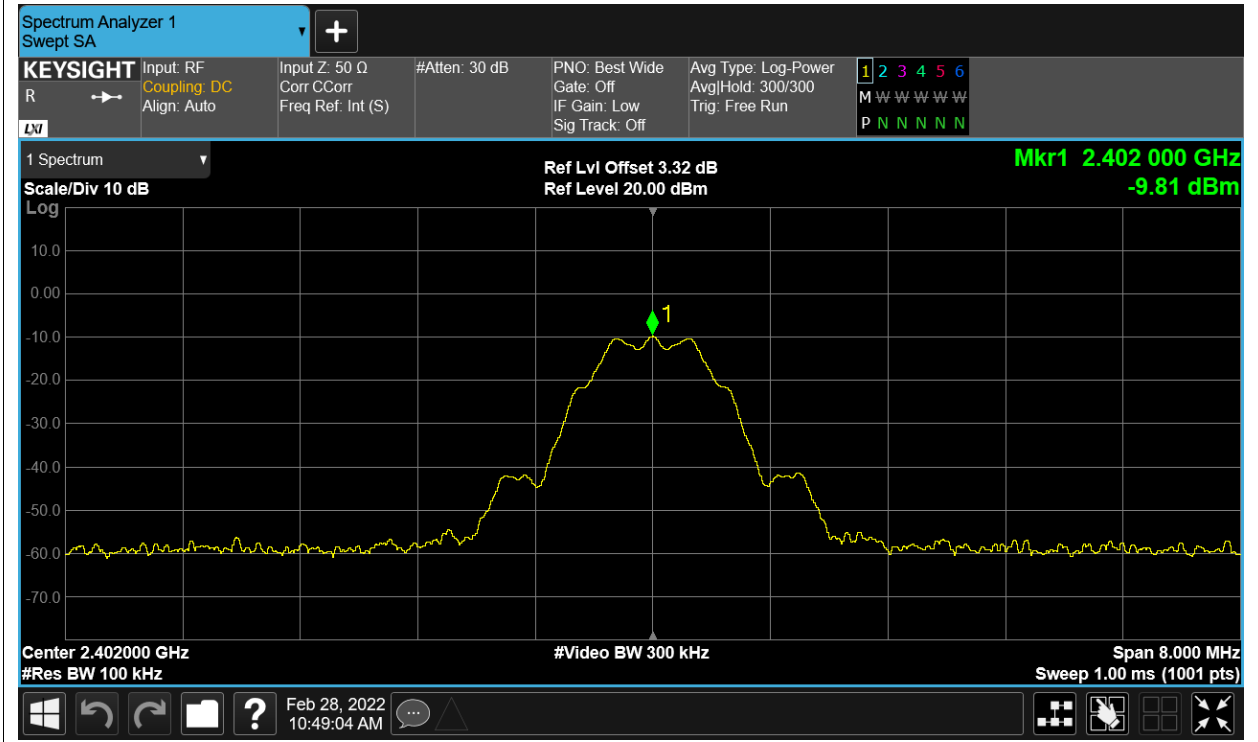 Spectrum Analyzer 1
Swept SA
KEYSIGHT
R
LXI
Input: RF
Coupling: DC
Align: Auto
Input Z: 50 Ω
Corr CCorr
Freq Ref: Int (S)
#Atten: 30 dB
PNO: Best Wide
Gate: Off
IF Gain: Low
Sig Track: Off
Avg Type: Log-Power
Avg|Hold: 300/300
Trig: Free Run
1 2 3 4 5 6
M W W W W W
P N N N N N
1 Spectrum
Scale/Div 10 dB
Log
Ref Lvl Offset 3.32 dB
Ref Level 20.00 dBm
Mkr1 2.402 000 GHz
-9.81 dBm
10.0
0.00
1
-10.0
-20.0
-30.0
-40.0
-50.0
-60.0
-70.0
Center 2.402000 GHz
#Res BW 100 kHz
#Video BW 300 kHz
Span 8.000 MHz
Sweep 1.00 ms (1001 pts)
?
Feb 28, 2022
10:49:04 AM